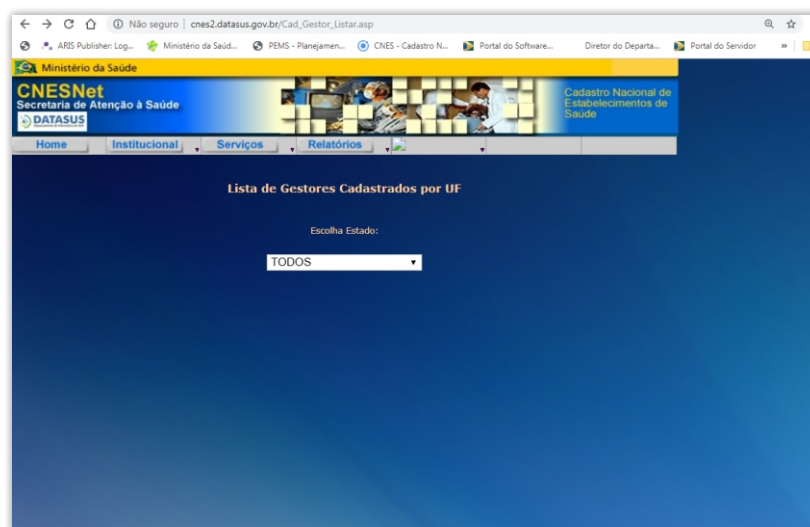 Não seguro | cnes2.datasus.gov.br/Cad_Gestor_Listar.asp
ARIS Publisher: Log... Ministério da Saúd... PEMS - Planejamen... CNES - Cadastro N... Portal do Software... Diretor do Departa... Portal do Servidor »
Ministério da Saúde
CNESNet
Secretaria de Atenção à Saúde
DATASUS
Cadastro Nacional de
Estabelecimentos de
Saúde
Home Institucional Serviços Relatórios
Lista de Gestores Cadastrados por UF
Escolha Estado:
TODOS